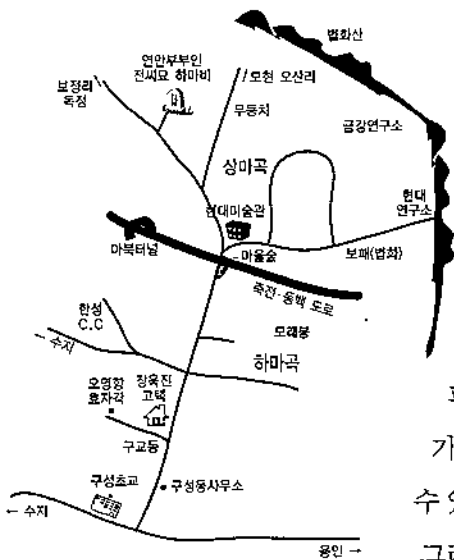 법화산
연안부부인
전씨묘 하마비
모현 오산리
보정리
독점
무등치
금강연구소
상마곡
현대미술관
현대
연구소
마북터널
마을숲
보패(법화)
죽전·동백 도로
한성
C.C
모래봉
← 수지
하마곡
오영항
효자각
장욱진
고택
구교동
가
구성초교
구성동사무소
수 있
← 수지
용인 →